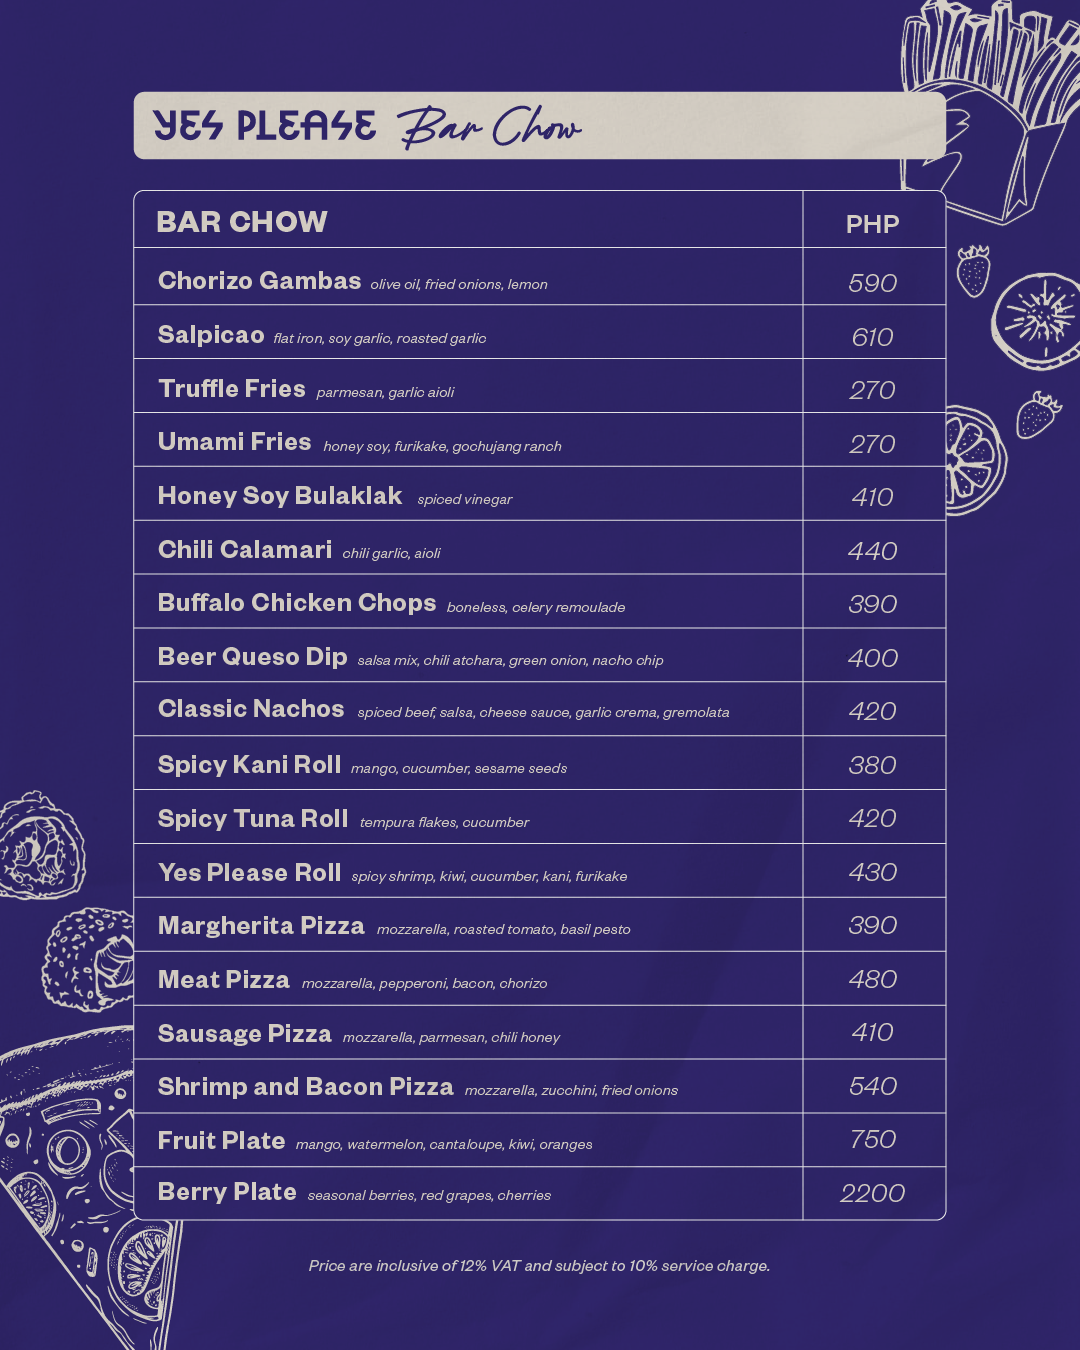 YES PLEASE Bar Chow
BAR CHOW PHP
Chorizo Gambas olive oil, fried onions, lemon 590
Salpicao flat iron, soy garlic, roasted garlic 610
Truffle Fries parmesan, garlic aioli 270
Umami Fries honey soy, furikake, gochujang ranch 270
Honey Soy Bulaklak spiced vinegar 410
Chili Calamari chili garlic, aioli 440
Buffalo Chicken Chops boneless, celery remoulade 390
Beer Queso Dip salsa mix, chili atchara, green onion, nacho chip 400
Classic Nachos spiced beef, salsa, cheese sauce, garlic crema, gremolata 420
Spicy Kani Roll mango, cucumber, sesame seeds 380
Spicy Tuna Roll tempura flakes, cucumber 420
Yes Please Roll spicy shrimp, kiwi, cucumber, kani, furikake 430
Margherita Pizza mozzarella, roasted tomato, basil pesto 390
Meat Pizza mozzarella, pepperoni, bacon, chorizo 480
Sausage Pizza mozzarella, parmesan, chili honey 410
Shrimp and Bacon Pizza mozzarella, zucchini, fried onions 540
Fruit Plate mango, watermelon, cantaloupe, kiwi, oranges 750
Berry Plate seasonal berries, red grapes, cherries 2200
Price are inclusive of 12% VAT and subject to 10% service charge.